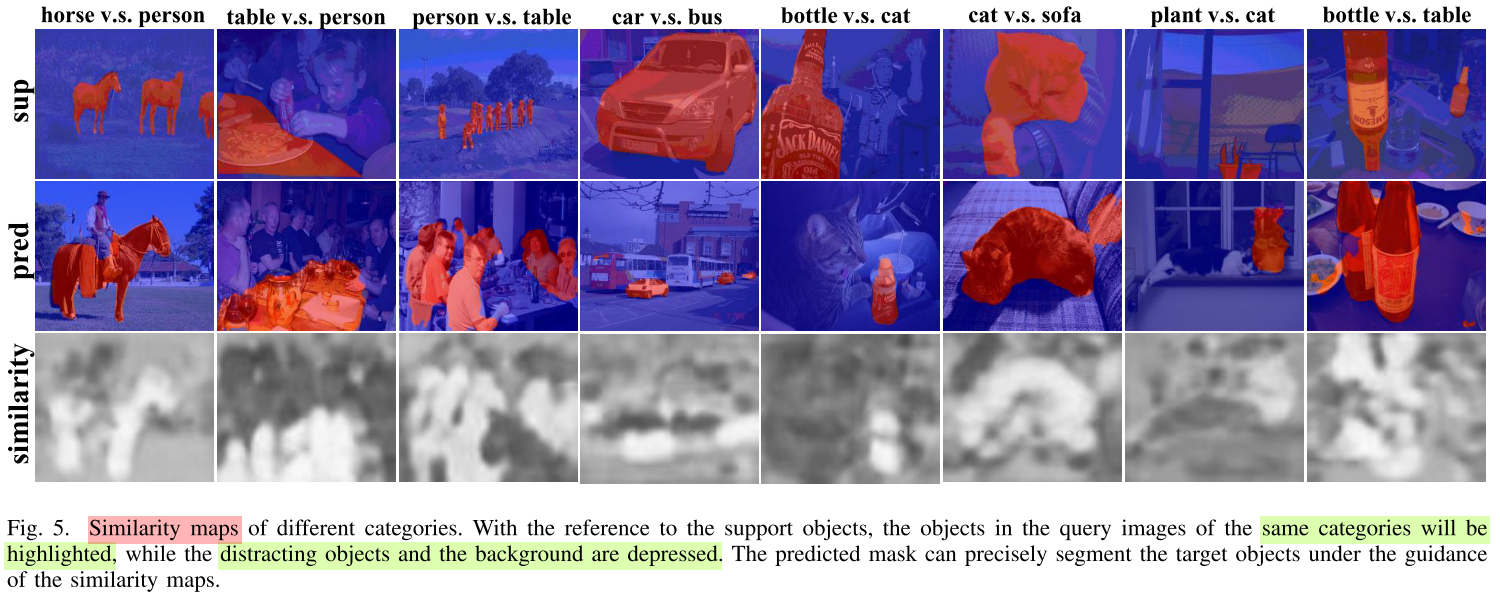 horse v.s. person table v.s. person person v.s. table car v.s. bus bottle v.s. cat cat v.s. sofa plant v.s. cat bottle v.s. table
sup
JACK DANIEL
JAMESON
pred
similarity
Fig. 5. Similarity maps of different categories. With the reference to the support objects, the objects in the query images of the same categories will be
highlighted, while the distracting objects and the background are depressed. The predicted mask can precisely segment the target objects under the guidance
of the similarity maps.